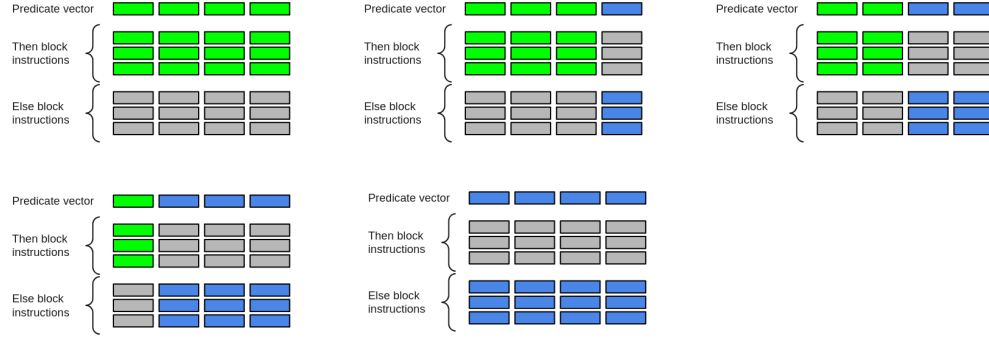 Predicate vector
Then block
instructions
Else block
instructions
Predicate vector
Then block
instructions
Else block
instructions
Predicate vector
Then block
instructions
Else block
instructions
Predicate vector
Then block
instructions
Else block
instructions
Predicate vector
Then block
instructions
Else block
instructions